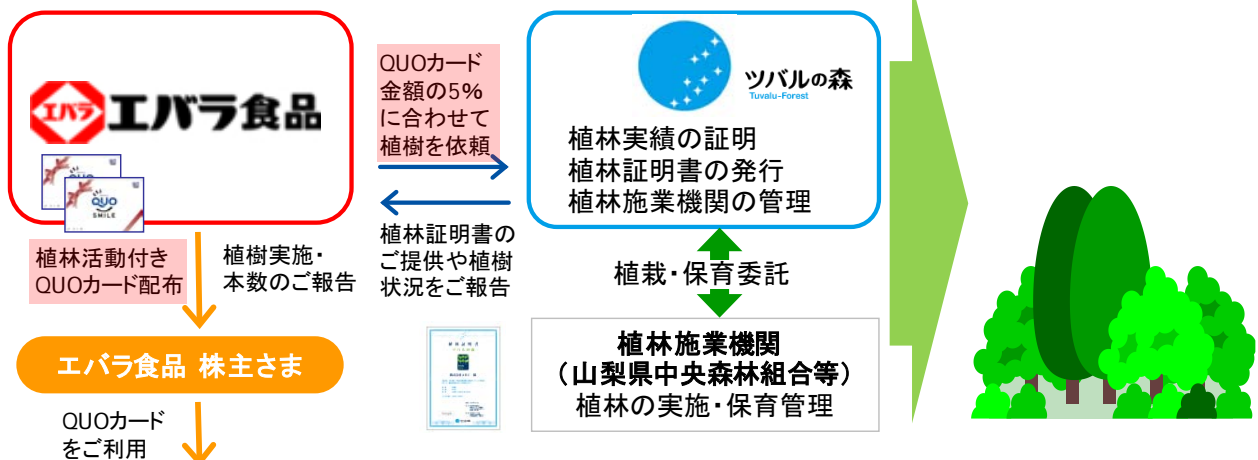 エバラ
エバラ食品
QUO
SMILE
植林活動付き
QUOカード配布
植樹実施・
本数のご報告
エバラ食品 株主さま
QUOカード
をご利用
QUOカード
金額の5%
に合わせて
植樹を依頼
植林証明書の
ご提供や植樹
状況をご報告
ツバルの森
Tuvalu-Forest
植林実績の証明
植林証明書の発行
植林施業機関の管理
植栽・保育委託
植林施業機関
（山梨県中央森林組合等）
植林の実施・保育管理
植林証明書